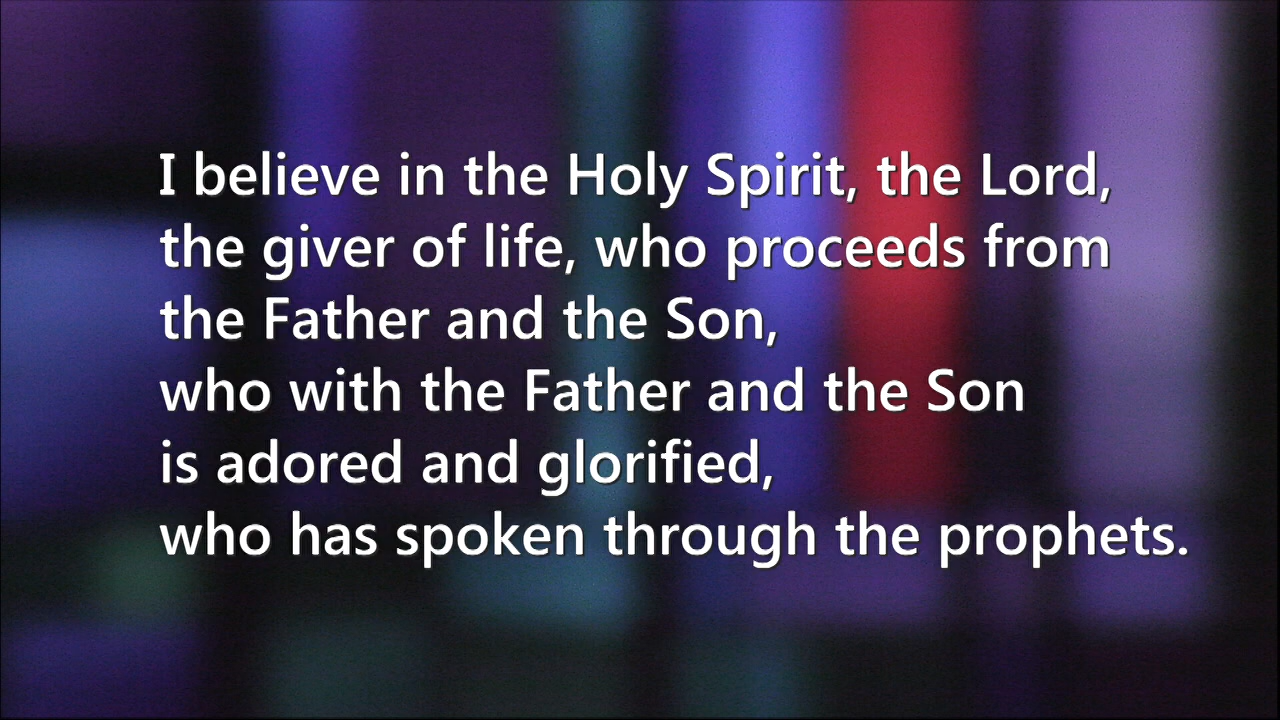 I believe in the Holy Spirit, the Lord,
the giver of life, who proceeds from
the Father and the Son,
who with the Father and the Son
is adored and glorified,
who has spoken through the prophets.